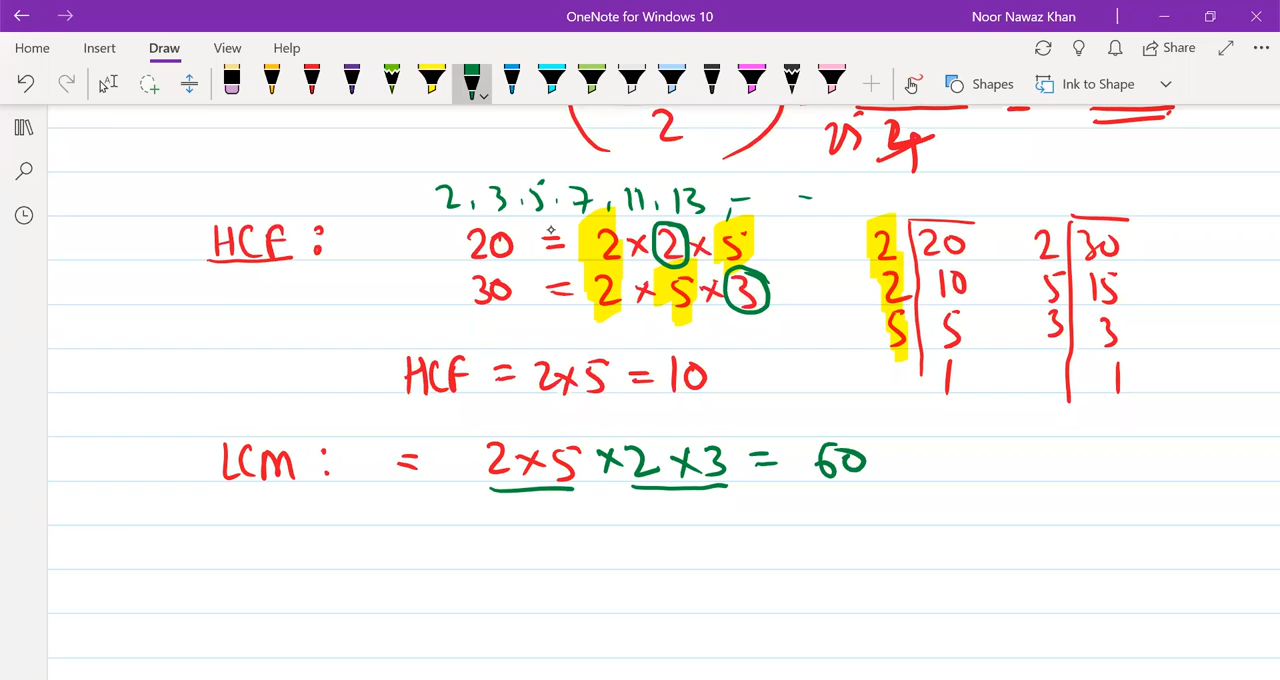 OneNote for Windows 10
Noor Nawaz Khan
Home Insert Draw View Help
Share
Shapes Ink to Shape
2
25 24
2, 3, 5, 7, 11, 13, – –
HCF : 20 = 2 × 2 × 5
30 = 2 × 5 × 3
2 | 20
2 | 10
5 | 5
1
2 | 30
5 | 15
3 | 3
1
HCF = 2×5 = 10
LCM : = 2×5 ×2×3 = 60